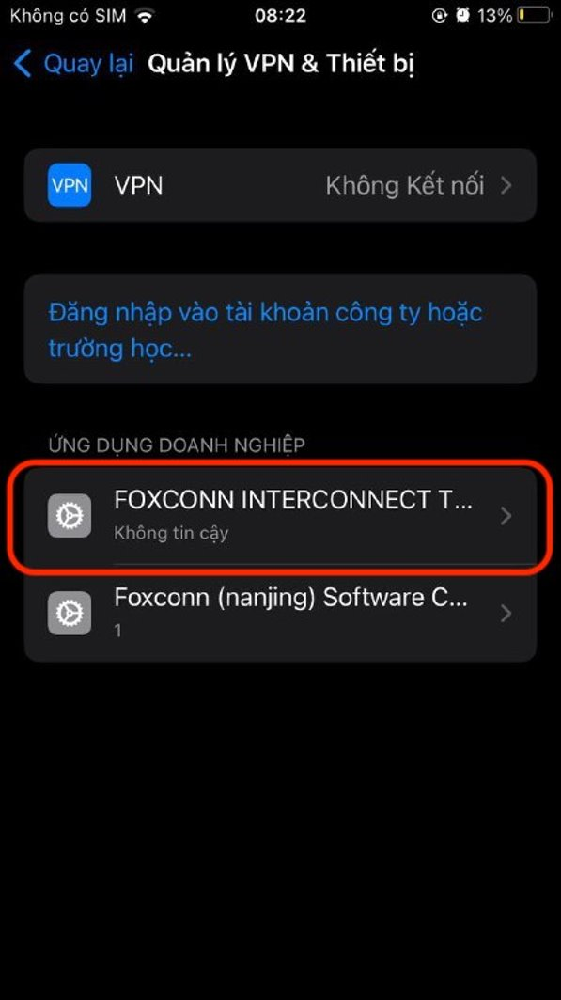 Không có SIM 08:22 13%
Quay lại Quản lý VPN & Thiết bị
VPN VPN Không Kết nối
Đăng nhập vào tài khoản công ty hoặc
trường học...
ỨNG DỤNG DOANH NGHIỆP
FOXCONN INTERCONNECT T...
Không tin cậy
Foxconn (nanjing) Software C...
1